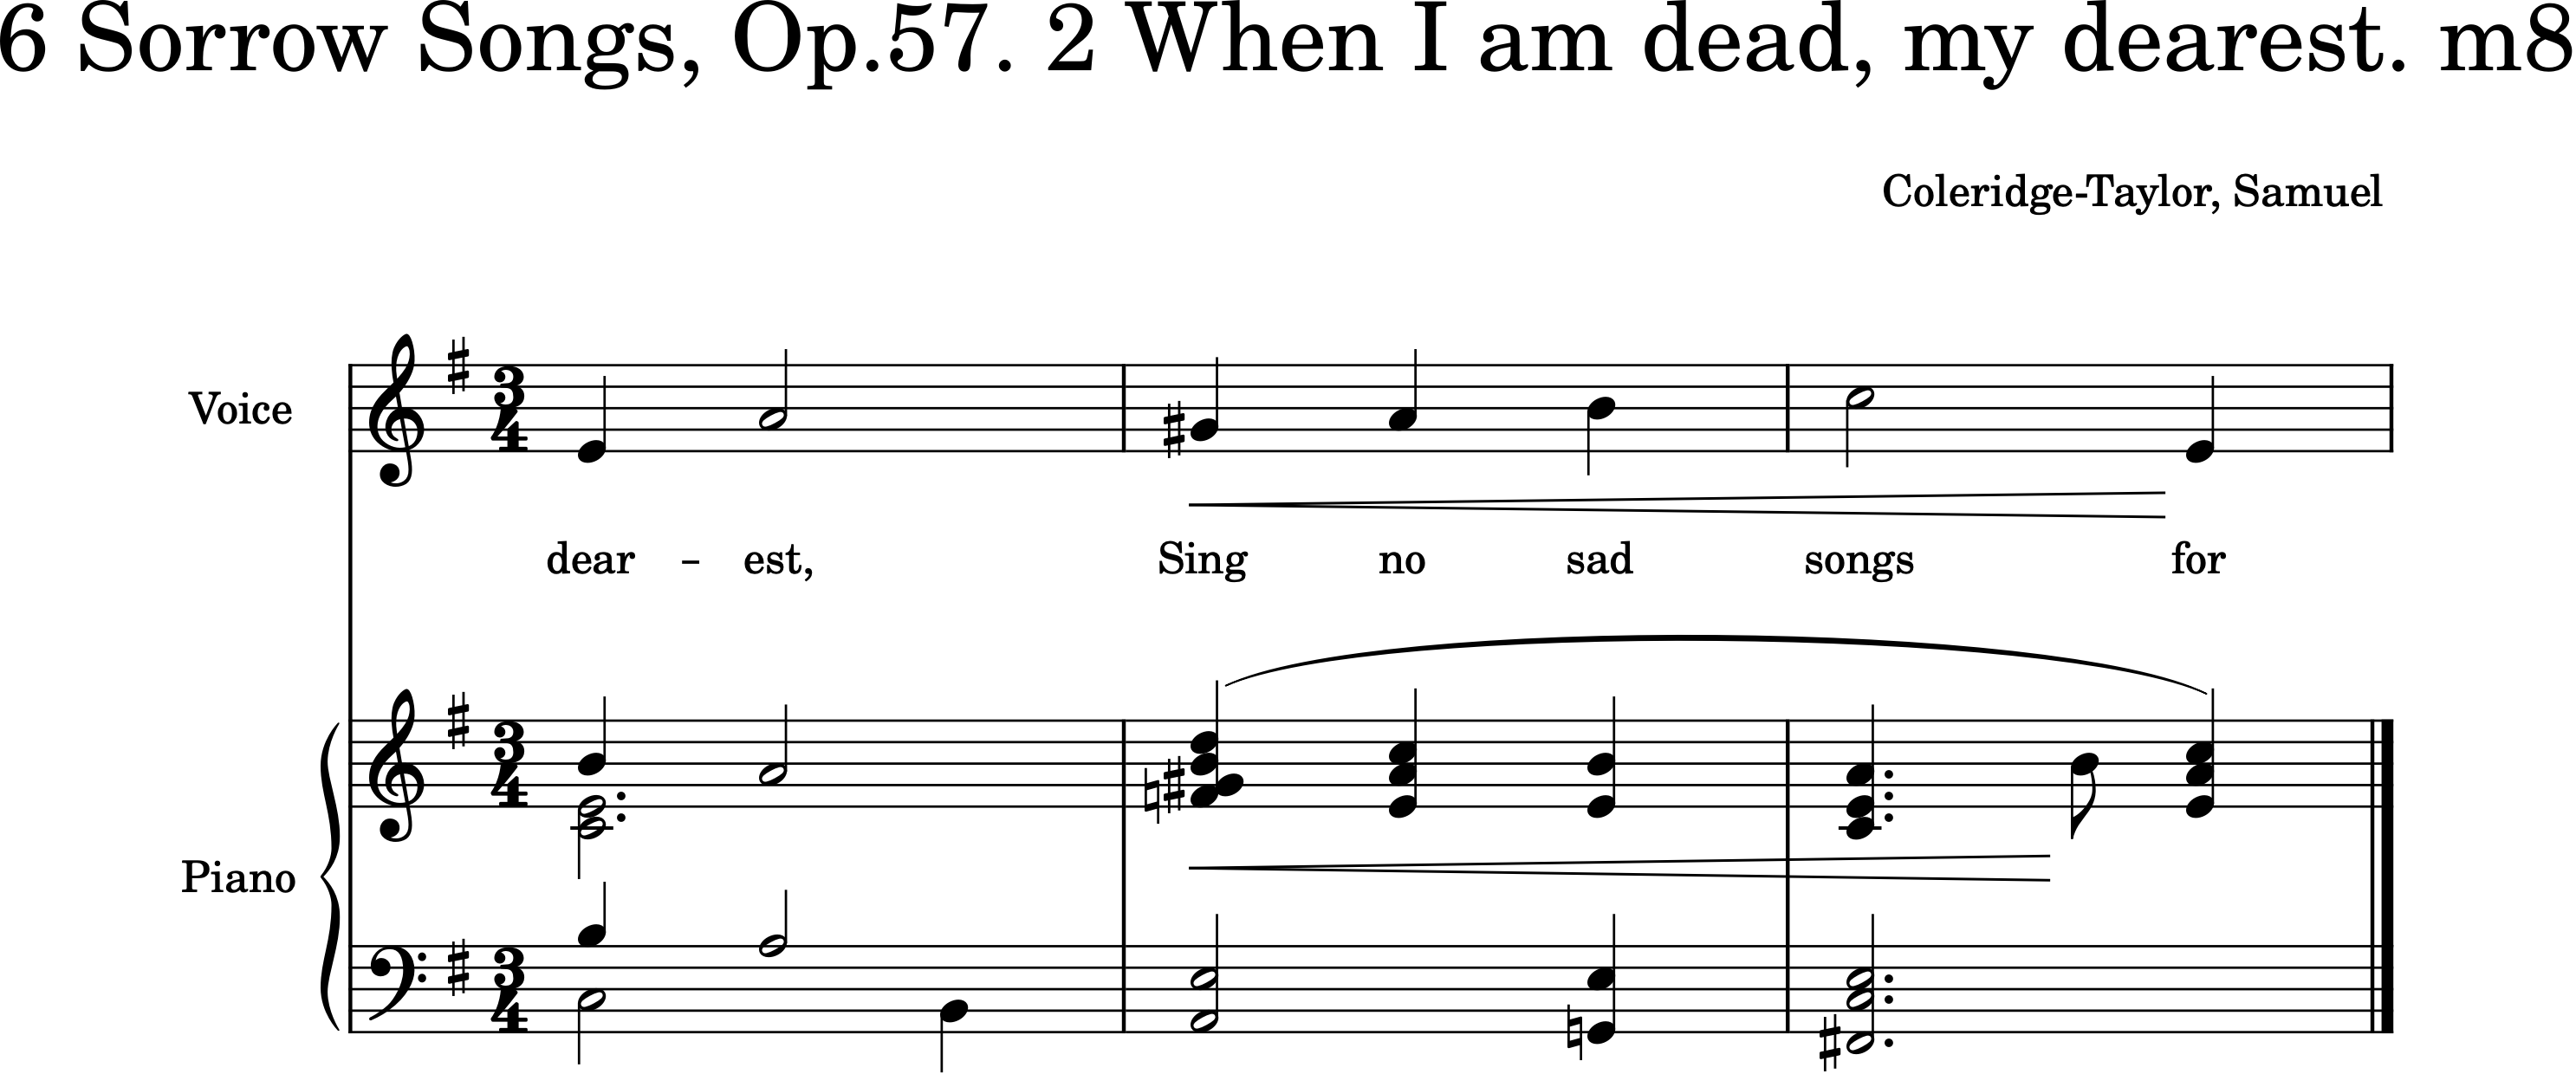 6 Sorrow Songs, Op.57. 2 When I am dead, my dearest. m8
Coleridge-Taylor, Samuel
Voice
dear - est, Sing no sad songs for
Piano